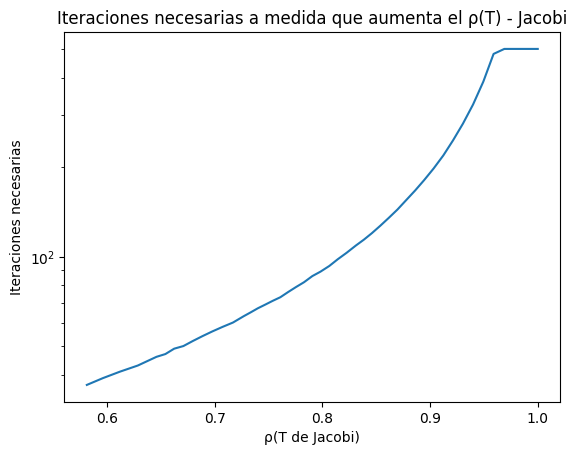 Iteraciones necesarias a medida que aumenta el ρ(T) - Jacobi
Iteraciones necesarias
10²
0.6 0.7 0.8 0.9 1.0
ρ(T de Jacobi)